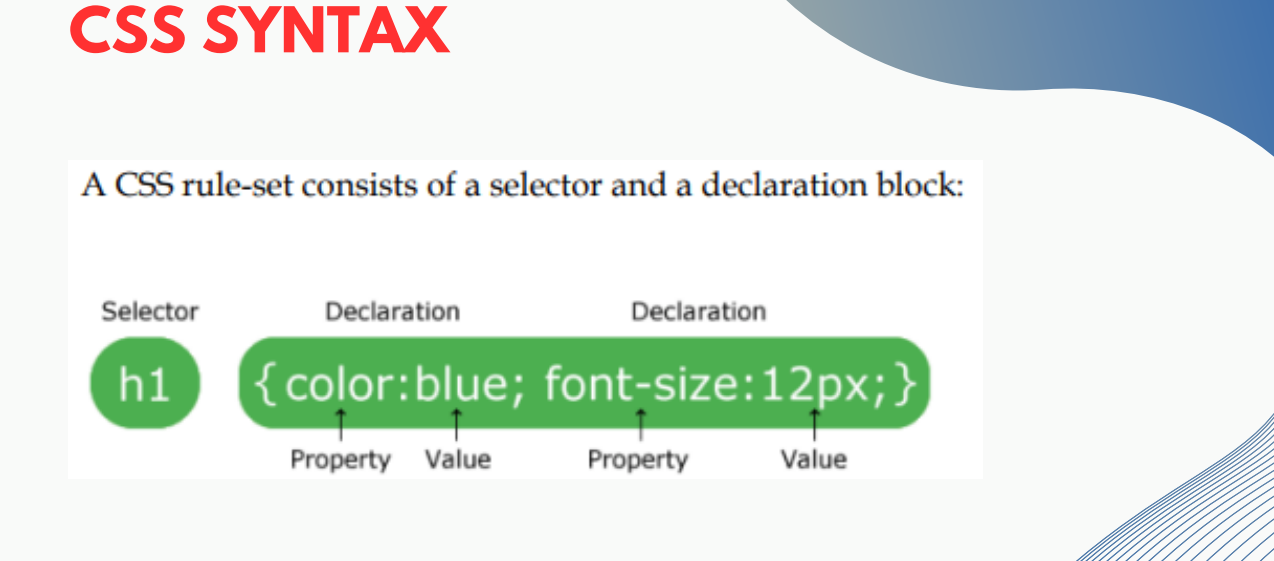 CSS SYNTAX
A CSS rule-set consists of a selector and a declaration block:
Selector Declaration Declaration
h1 {color:blue; font-size:12px;}
Property Value Property Value